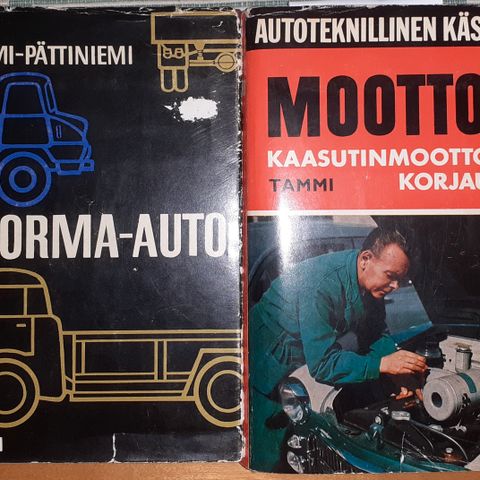 MI-PÄTTINIEMI
ORMA-AUTO
AUTOTEKNILLINEN KÄS
MOOTTO
KAASUTINMOOTTO
TAMMI KORJAU